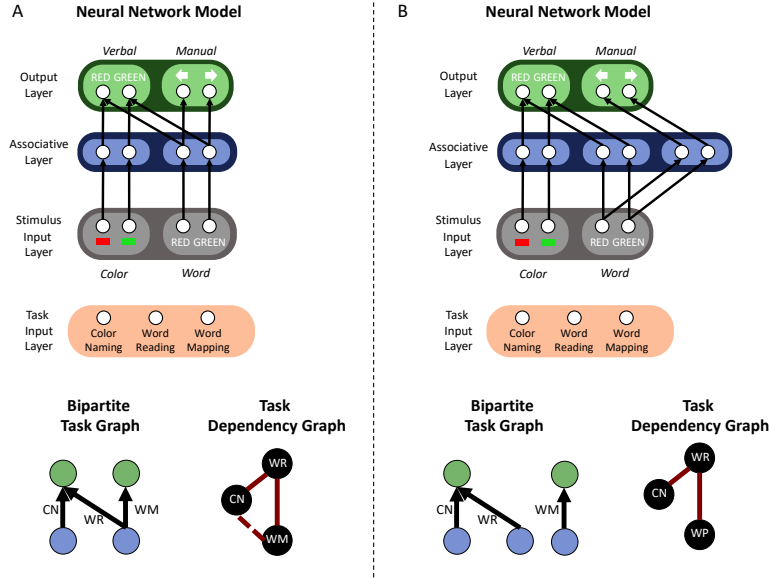 A
Neural Network Model
Verbal
Manual
Output
Layer
RED GREEN
Associative
Layer
Stimulus
Input
Layer
RED GREEN
Color
Word
Task
Input
Layer
Color
Naming
Word
Reading
Word
Mapping
Bipartite
Task Graph
Task
Dependency Graph
CN
WR
WM
WR
CN
WM
B
Neural Network Model
Verbal
Manual
Output
Layer
RED GREEN
Associative
Layer
Stimulus
Input
Layer
RED GREEN
Color
Word
Task
Input
Layer
Color
Naming
Word
Reading
Word
Mapping
Bipartite
Task Graph
Task
Dependency Graph
CN
WR
WM
WR
CN
WP